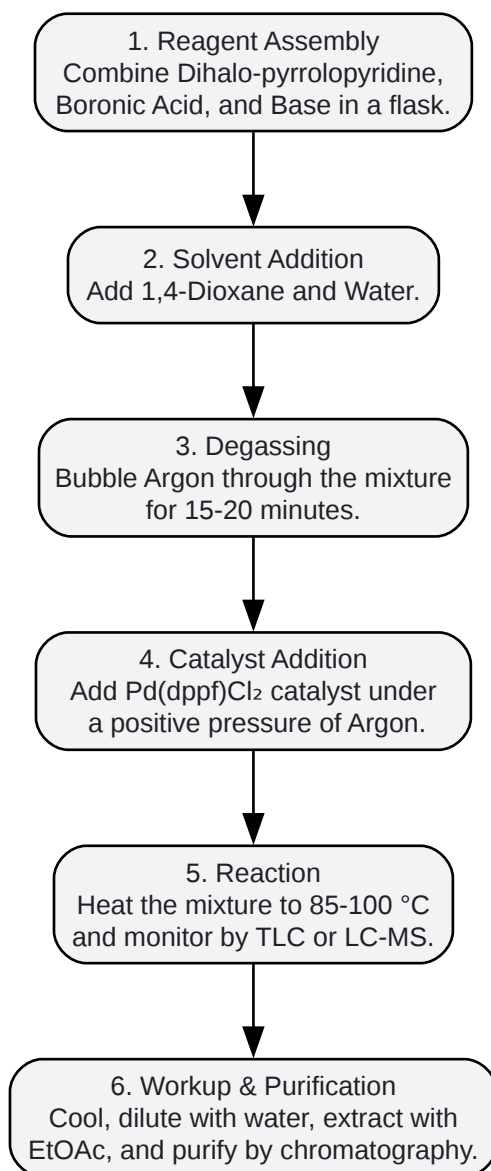 1. Reagent Assembly
Combine Dihalo-pyrrolopyridine,
Boronic Acid, and Base in a flask.
2. Solvent Addition
Add 1,4-Dioxane and Water.
3. Degassing
Bubble Argon through the mixture
for 15-20 minutes.
4. Catalyst Addition
Add Pd(dppf)Cl₂ catalyst under
a positive pressure of Argon.
5. Reaction
Heat the mixture to 85-100 °C
and monitor by TLC or LC-MS.
6. Workup & Purification
Cool, dilute with water, extract with
EtOAc, and purify by chromatography.